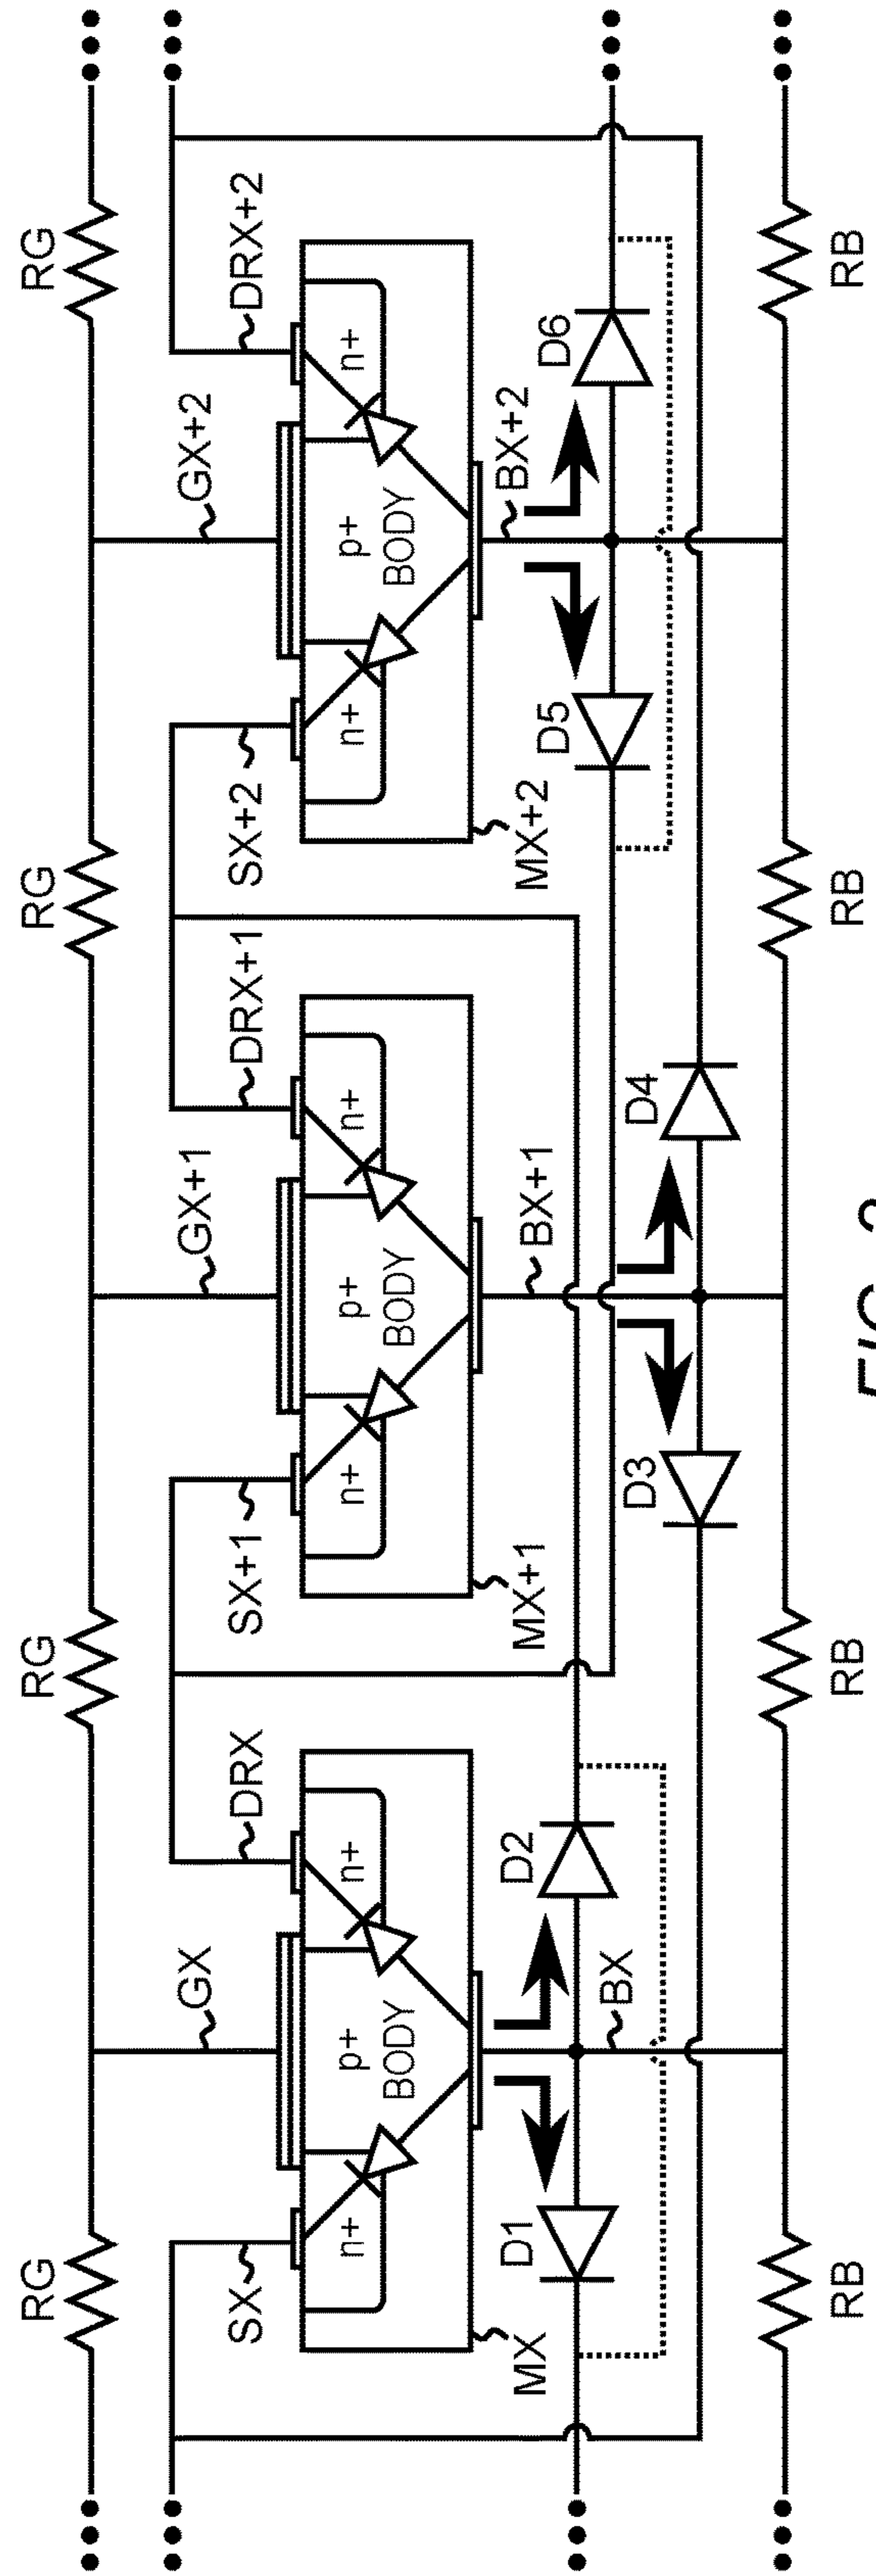 RG
RG
RG
RG
GX
GX+1
GX+2
SX
DRX
SX+1
DRX+1
SX+2
DRX+2
n+
p+
BODY
n+
n+
p+
BODY
n+
n+
p+
BODY
n+
MX
MX+1
MX+2
D1
D2
BX
BX+1
BX+2
D5
D6
D3
D4
RB
RB
RB
RB
FIG.